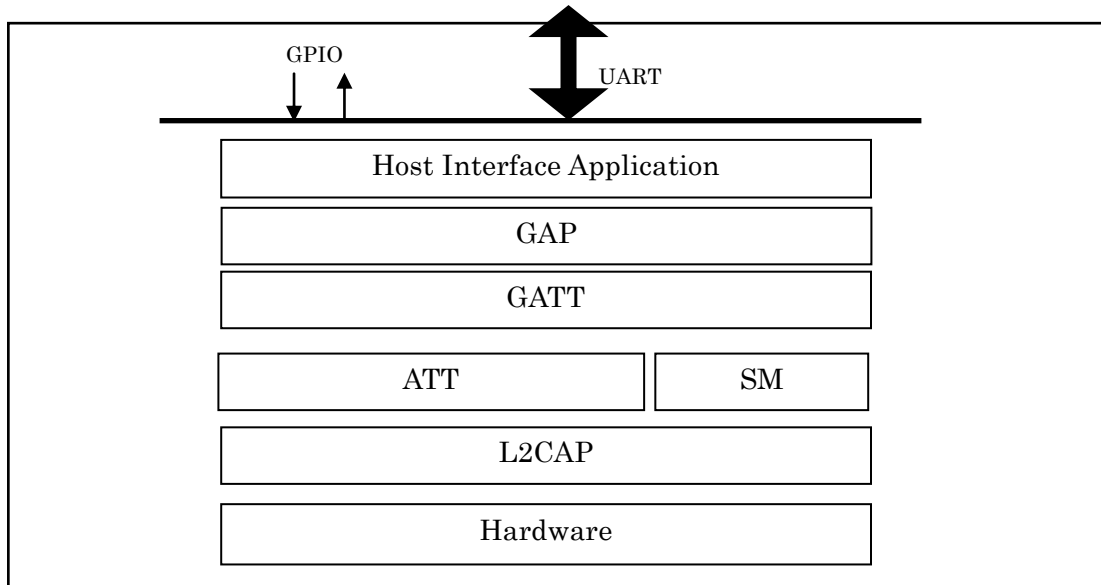 GPIO
UART
Host Interface Application
GAP
GATT
ATT
SM
L2CAP
Hardware